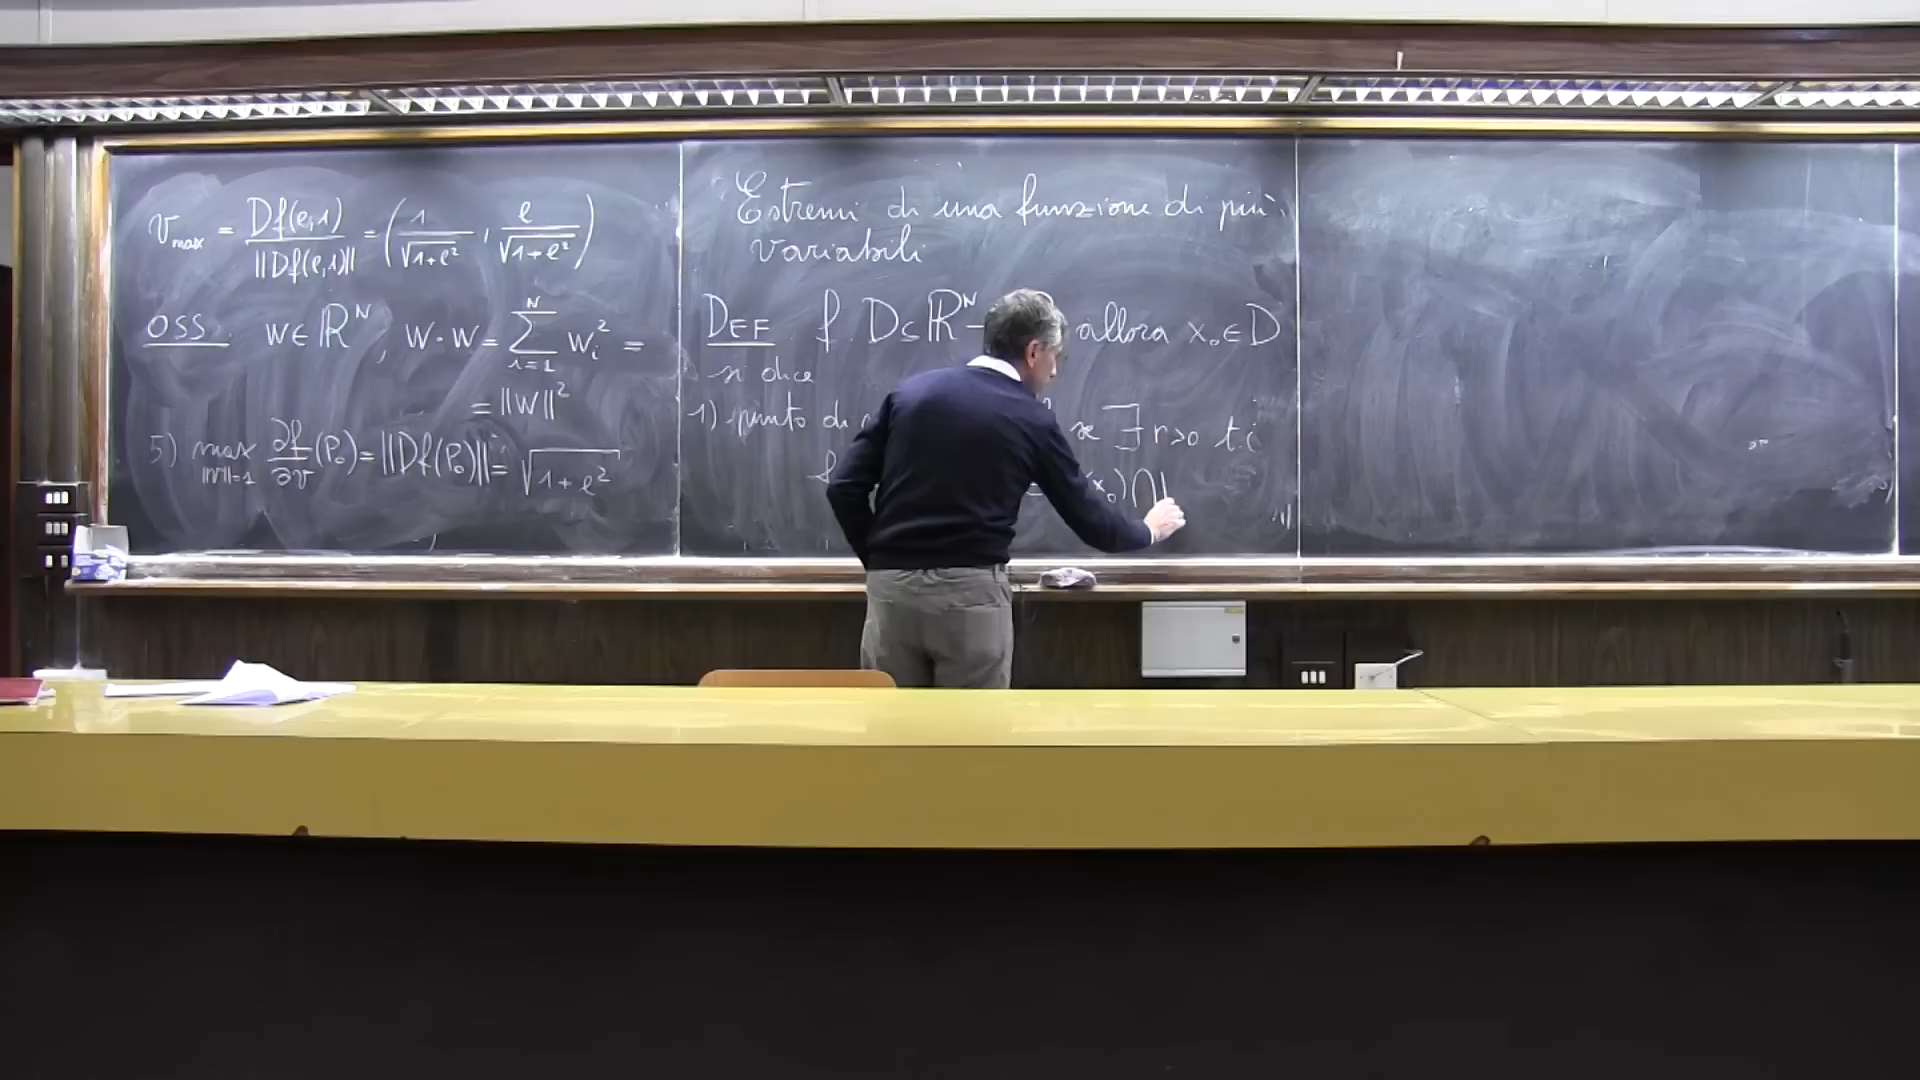 v_max = Df(e,1) / ||Df(e,1)|| = ( 1/√(1+e²) , e/√(1+e²) )
OSS. w ∈ ℝ^N , w·w = ∑_{i=1}^{N} w_i² =
= ||w||²
5) max_{||v||=1} ∂f/∂v (P₀) = ||Df(P₀)|| = √(1+e²)
Estremi di una funzione di più
variabili
DEF. f. D ⊆ ℝ^N allora x₀ ∈ D
si dice
1) punto di se ∃ r>0 t.c
(x₀) ∩